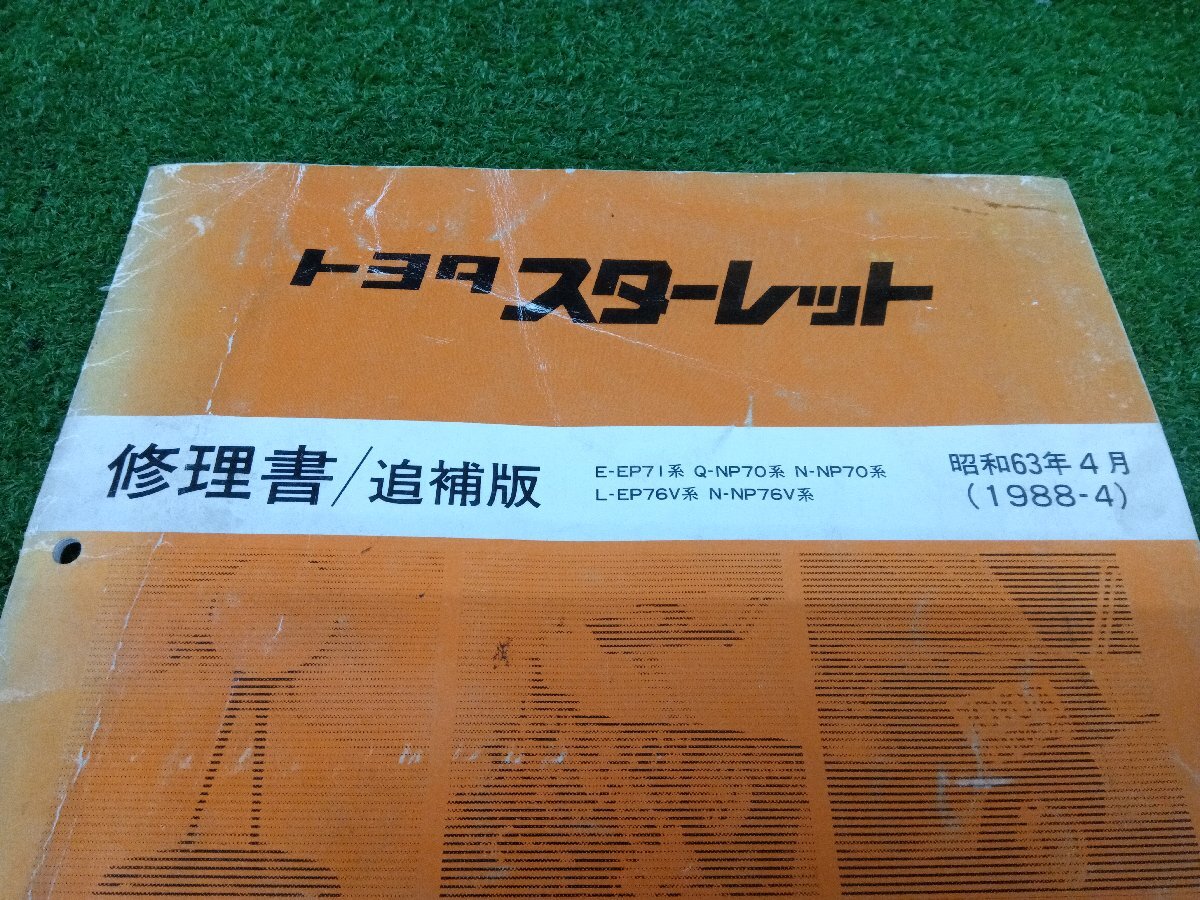 トヨタ スターレット
修理書/追補版
E-EP71系 Q-NP70系 N-NP70系
L-EP76V系 N-NP76V系
昭和63年4月
(1988-4)